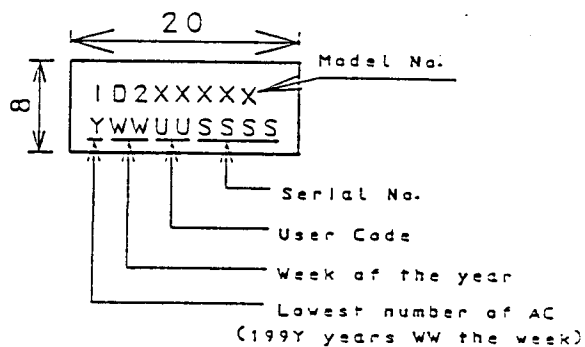 20
Model No.
8
1D2XXXXX
YWWUUSSSS
Serial No.
User Code
Week of the year
Lowest number of AC
(199Y years WW the week)